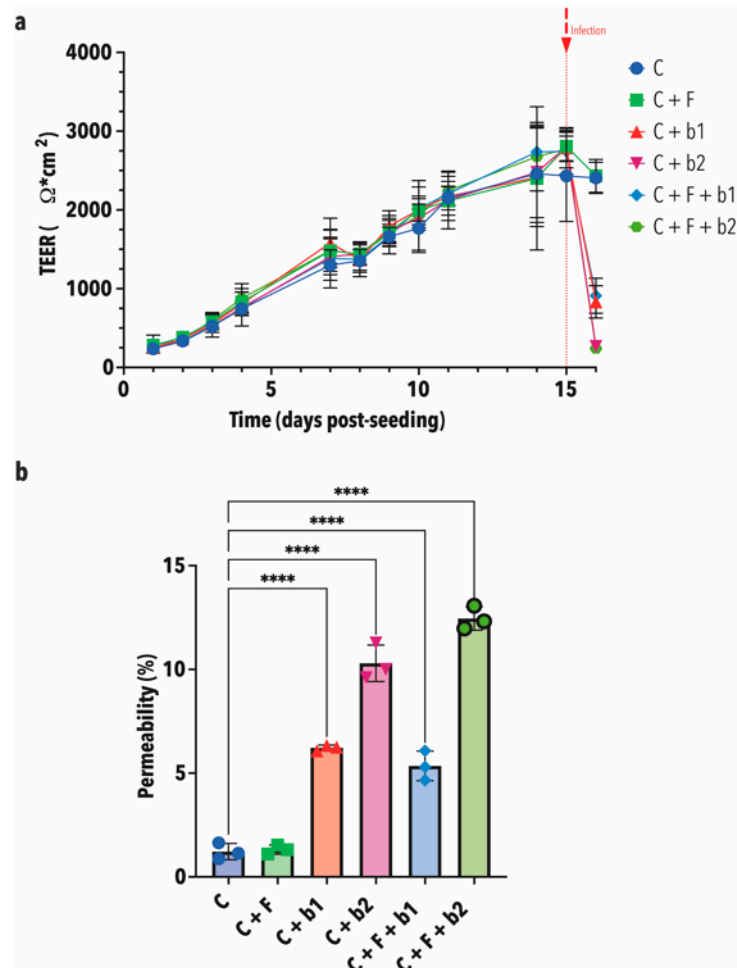 a
Infection
4000
3000
2000
1000
0
TEER ( Ω*cm²)
0
5
10
15
Time (days post-seeding)
C
C + F
C + b1
C + b2
C + F + b1
C + F + b2
b
****
****
****
****
15
10
5
0
Permeability (%)
C
C + F
C + b1
C + b2
C + F + b1
C + F + b2